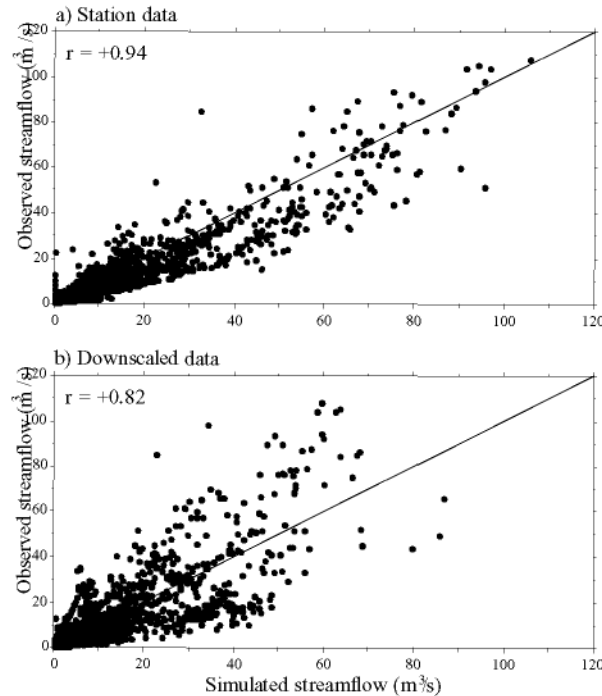 a) Station data
r = +0.94
120
100
80
60
40
20
0
Observed streamflow (m³/s)
0 20 40 60 80 100 120
b) Downscaled data
r = +0.82
120
100
80
60
40
20
0
Observed streamflow (m³/s)
0 20 40 60 80 100 120
Simulated streamflow (m³/s)